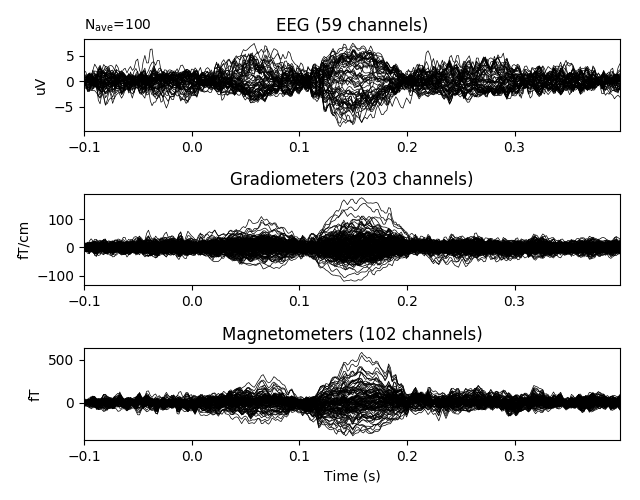 N_ave=100
EEG (59 channels)
uV
5
0
−5
−0.1 0.0 0.1 0.2 0.3
Gradiometers (203 channels)
fT/cm
100
0
−100
−0.1 0.0 0.1 0.2 0.3
Magnetometers (102 channels)
fT
500
0
−0.1 0.0 0.1 0.2 0.3
Time (s)